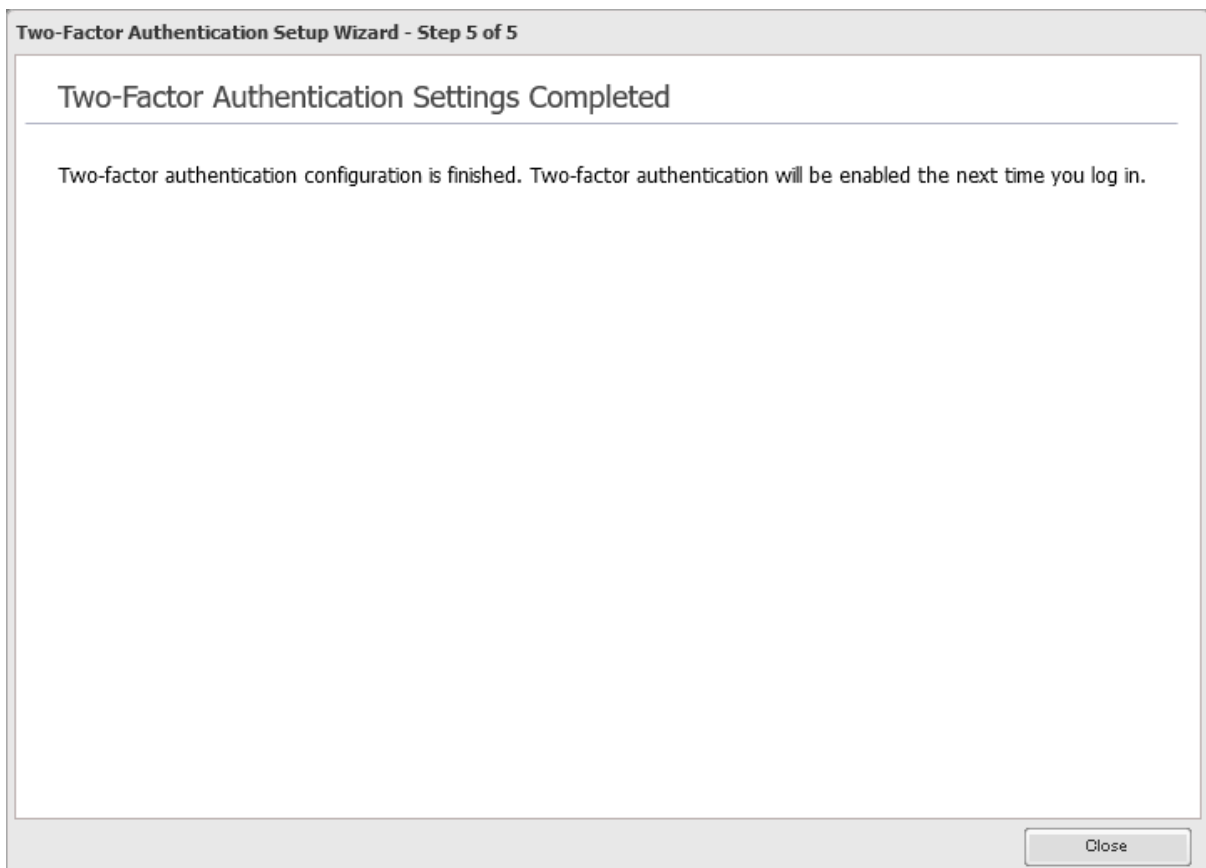 Two-Factor Authentication Setup Wizard - Step 5 of 5
Two-Factor Authentication Settings Completed
Two-factor authentication configuration is finished. Two-factor authentication will be enabled the next time you log in.
Close